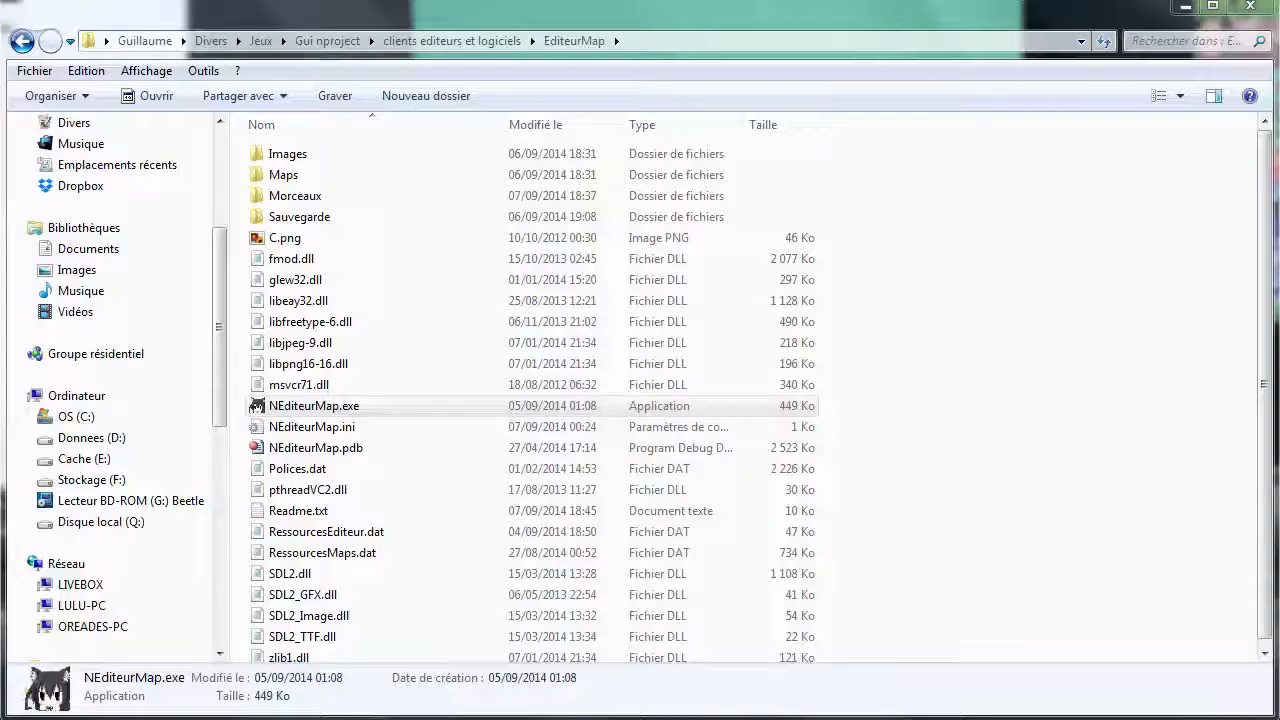 Guillaume Divers Jeux Gui nproject clients editeurs et logiciels EditeurMap Rechercher dans : E...
Fichier Edition Affichage Outils ?
Organiser Ouvrir Partager avec Graver Nouveau dossier
Divers
Musique
Emplacements récents
Dropbox
Bibliothèques
Documents
Images
Musique
Vidéos
Groupe résidentiel
Ordinateur
OS (C:)
Donnees (D:)
Cache (E:)
Stockage (F:)
Lecteur BD-ROM (G:) Beetle
Disque local (Q:)
Réseau
LIVEBOX
LULU-PC
OREADES-PC
Nom Modifié le Type Taille
Images 06/09/2014 18:31 Dossier de fichiers
Maps 06/09/2014 18:31 Dossier de fichiers
Morceaux 07/09/2014 18:37 Dossier de fichiers
Sauvegarde 06/09/2014 19:08 Dossier de fichiers
C.png 10/10/2012 00:30 Image PNG 46 Ko
fmod.dll 15/10/2013 02:45 Fichier DLL 2 077 Ko
glew32.dll 01/01/2014 15:20 Fichier DLL 297 Ko
libeay32.dll 25/08/2013 12:21 Fichier DLL 1 128 Ko
libfreetype-6.dll 06/11/2013 21:02 Fichier DLL 490 Ko
libjpeg-9.dll 07/01/2014 21:34 Fichier DLL 218 Ko
libpng16-16.dll 07/01/2014 21:34 Fichier DLL 196 Ko
msvcr71.dll 18/08/2012 06:32 Fichier DLL 340 Ko
NEditeurMap.exe 05/09/2014 01:08 Application 449 Ko
NEditeurMap.ini 07/09/2014 00:24 Paramètres de co... 1 Ko
NEditeurMap.pdb 27/04/2014 17:14 Program Debug D... 2 523 Ko
Polices.dat 01/02/2014 14:53 Fichier DAT 2 226 Ko
pthreadVC2.dll 17/08/2013 11:27 Fichier DLL 30 Ko
Readme.txt 07/09/2014 18:45 Document texte 10 Ko
RessourcesEditeur.dat 04/09/2014 18:50 Fichier DAT 47 Ko
RessourcesMaps.dat 27/08/2014 00:52 Fichier DAT 734 Ko
SDL2.dll 15/03/2014 13:28 Fichier DLL 1 108 Ko
SDL2_GFX.dll 06/05/2013 22:54 Fichier DLL 41 Ko
SDL2_Image.dll 15/03/2014 13:32 Fichier DLL 54 Ko
SDL2_TTF.dll 15/03/2014 13:34 Fichier DLL 22 Ko
zlib1.dll 07/01/2014 21:34 Fichier DLL 121 Ko
NEditeurMap.exe Modifié le : 05/09/2014 01:08 Date de création : 05/09/2014 01:08
Application Taille : 449 Ko